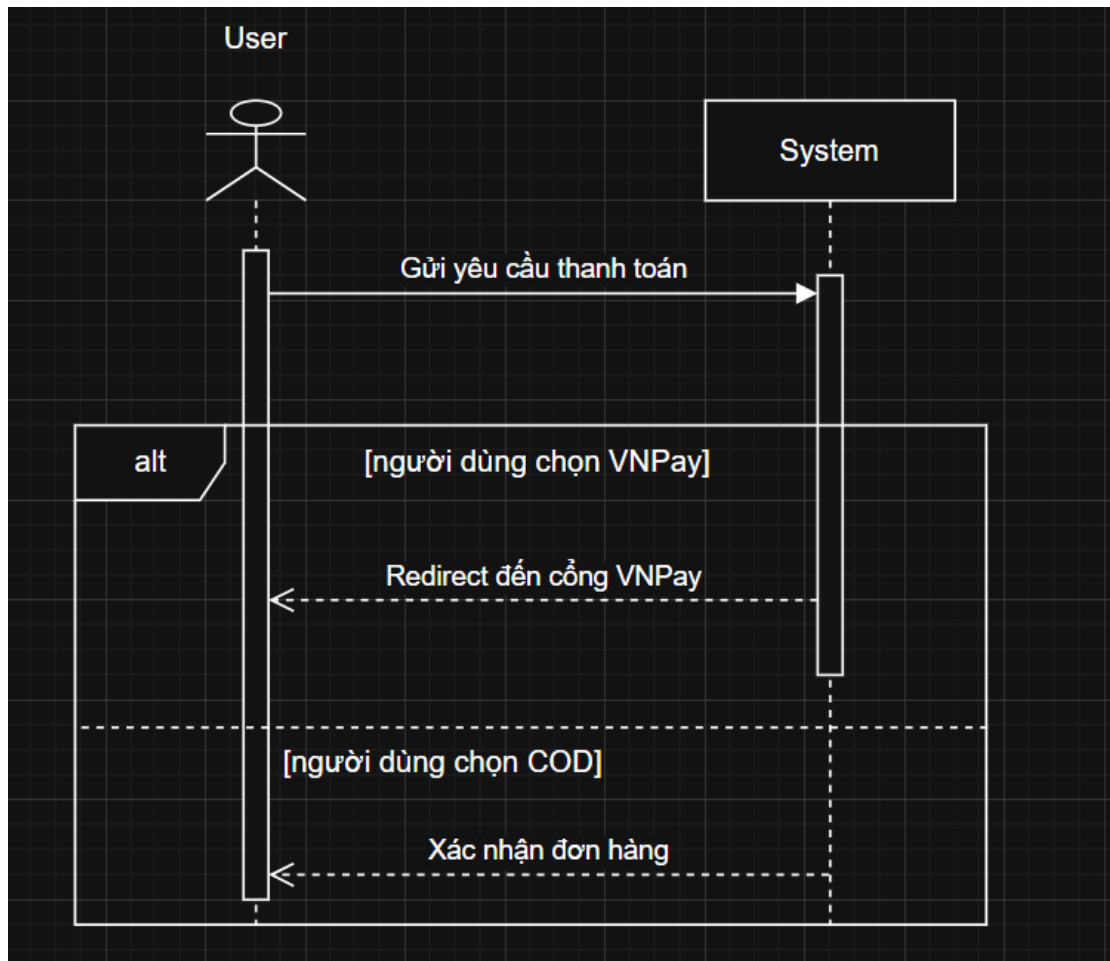 User
System
Gửi yêu cầu thanh toán
alt
[người dùng chọn VNPay]
Redirect đến cổng VNPay
[người dùng chọn COD]
Xác nhận đơn hàng